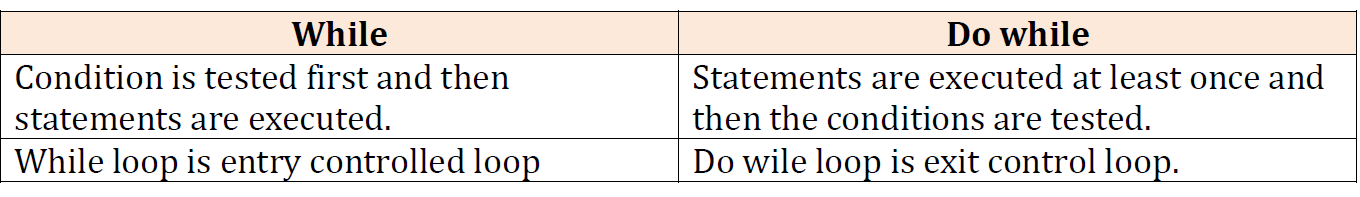 While
Do while
Condition is tested first and then
statements are executed.
Statements are executed at least once and
then the conditions are tested.
While loop is entry controlled loop
Do wile loop is exit control loop.